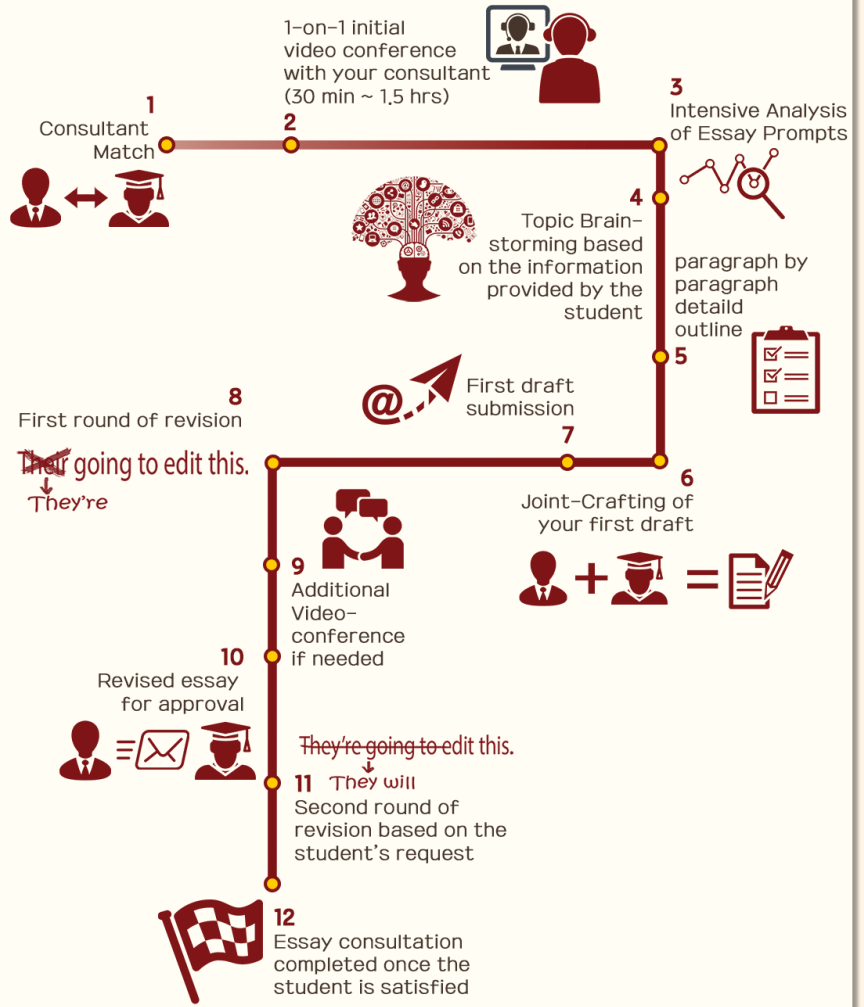 1
Consultant
Match
1-on-1 initial
video conference
with your consultant
(30 min ~ 1.5 hrs)
2
3
Intensive Analysis
of Essay Prompts
4
Topic Brain-
storming based
on the information
provided by the
student
paragraph by
paragraph
detaild
outline
5
6
Joint-Crafting of
your first draft
First draft
submission
7
8
First round of revision
Their going to edit this.
They're
9
Additional
Video-
conference
if needed
10
Revised essay
for approval
They're going to edit this.
They will
11
Second round of
revision based on the
student's request
12
Essay consultation
completed once the
student is satisfied